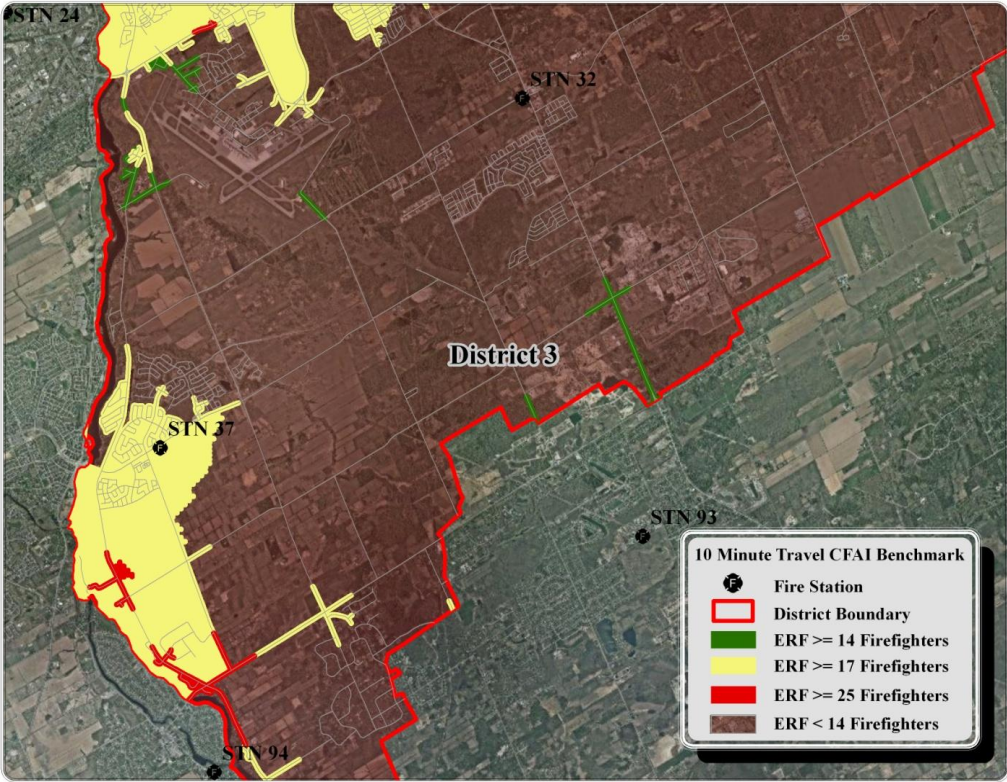 STN 24
STN 32
District 3
STN 37
STN 93
STN 94
10 Minute Travel CFAI Benchmark
Fire Station
District Boundary
ERF >= 14 Firefighters
ERF >= 17 Firefighters
ERF >= 25 Firefighters
ERF < 14 Firefighters